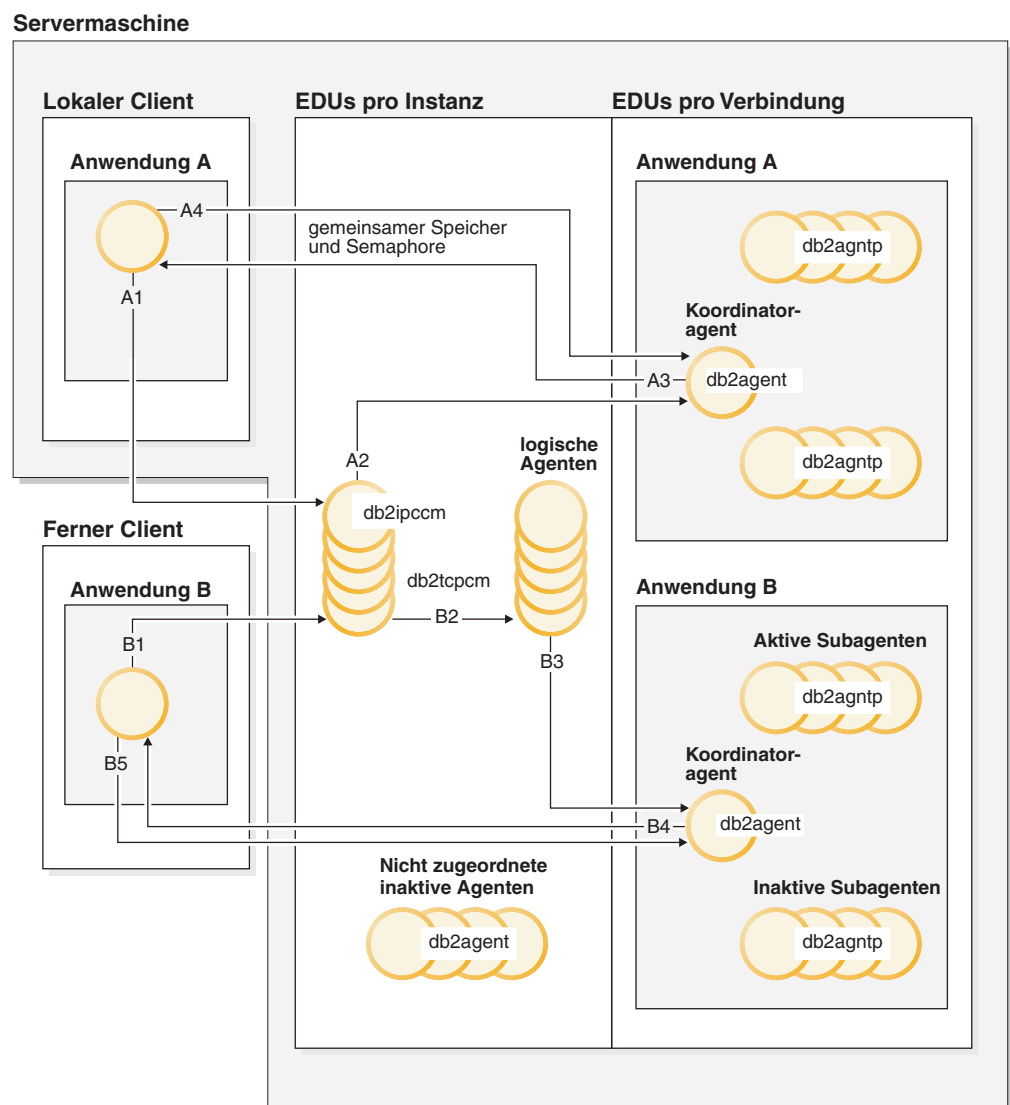 Servermaschine
Lokaler Client
EDUs pro Instanz
EDUs pro Verbindung
Anwendung A
Anwendung A
A4
gemeinsamer Speicher
und Semaphore
db2agntp
A1
Koordinator-
agent
A3
db2agent
A2
logische
Agenten
db2agntp
db2ipccm
Ferner Client
db2tcpcm
Anwendung B
Anwendung B
B1
B2
B3
Aktive Subagenten
db2agntp
B5
Koordinator-
agent
B4
db2agent
Nicht zugeordnete
inaktive Agenten
Inaktive Subagenten
db2agent
db2agntp